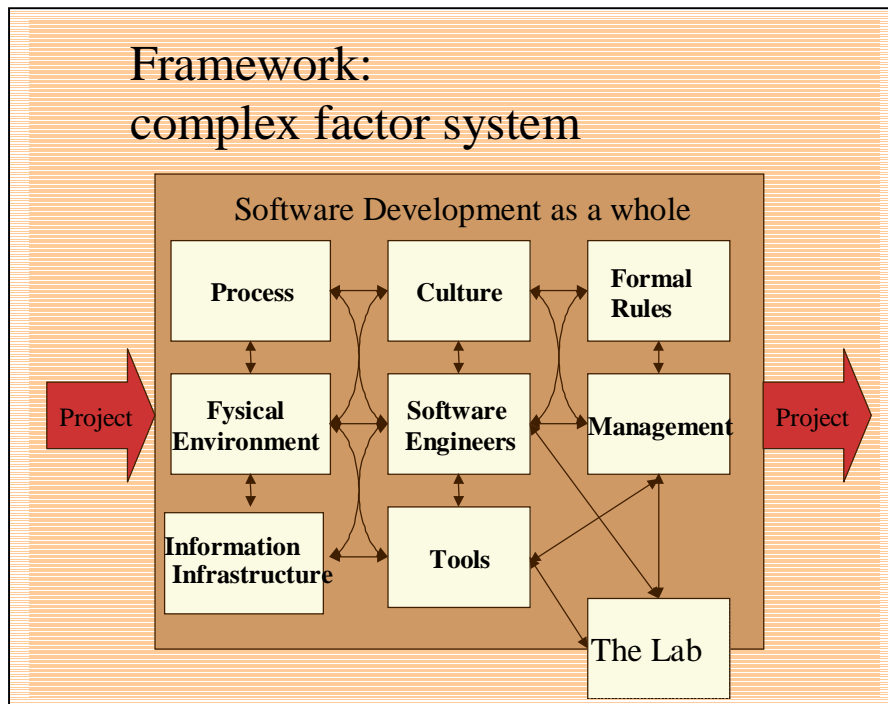 Framework:
complex factor system
Software Development as a whole
Process
Culture
Formal
Rules
Project
Fysical
Environment
Software
Engineers
Management
Project
Information
Infrastructure
Tools
The Lab